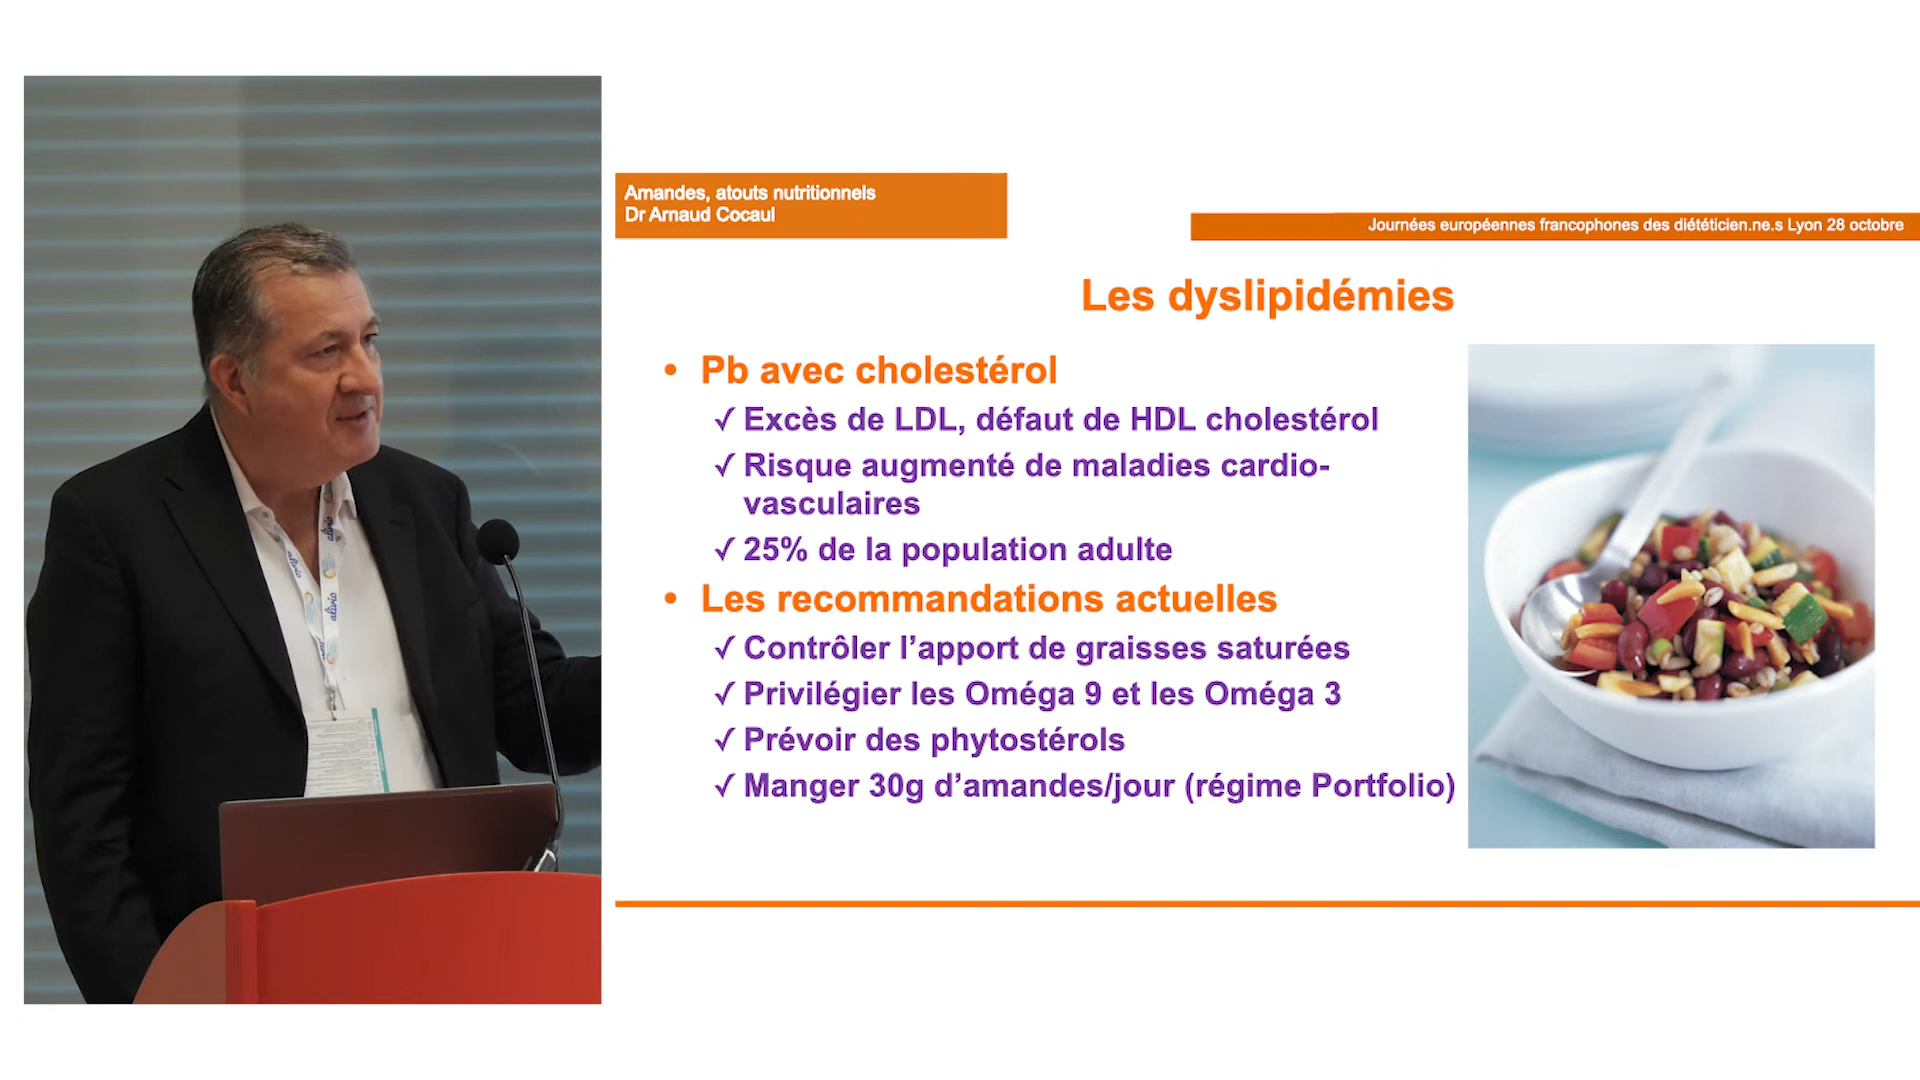 Amandes, atouts nutritionnels
Dr Arnaud Cocaul
Journées européennes francophones des diététicien.ne.s Lyon 28 octobre
Les dyslipidémies
• Pb avec cholestérol
✓ Excès de LDL, défaut de HDL cholestérol
✓ Risque augmenté de maladies cardio-
vasculaires
✓ 25% de la population adulte
• Les recommandations actuelles
✓ Contrôler l’apport de graisses saturées
✓ Privilégier les Oméga 9 et les Oméga 3
✓ Prévoir des phytostérols
✓ Manger 30g d’amandes/jour (régime Portfolio)
alivio
alivio